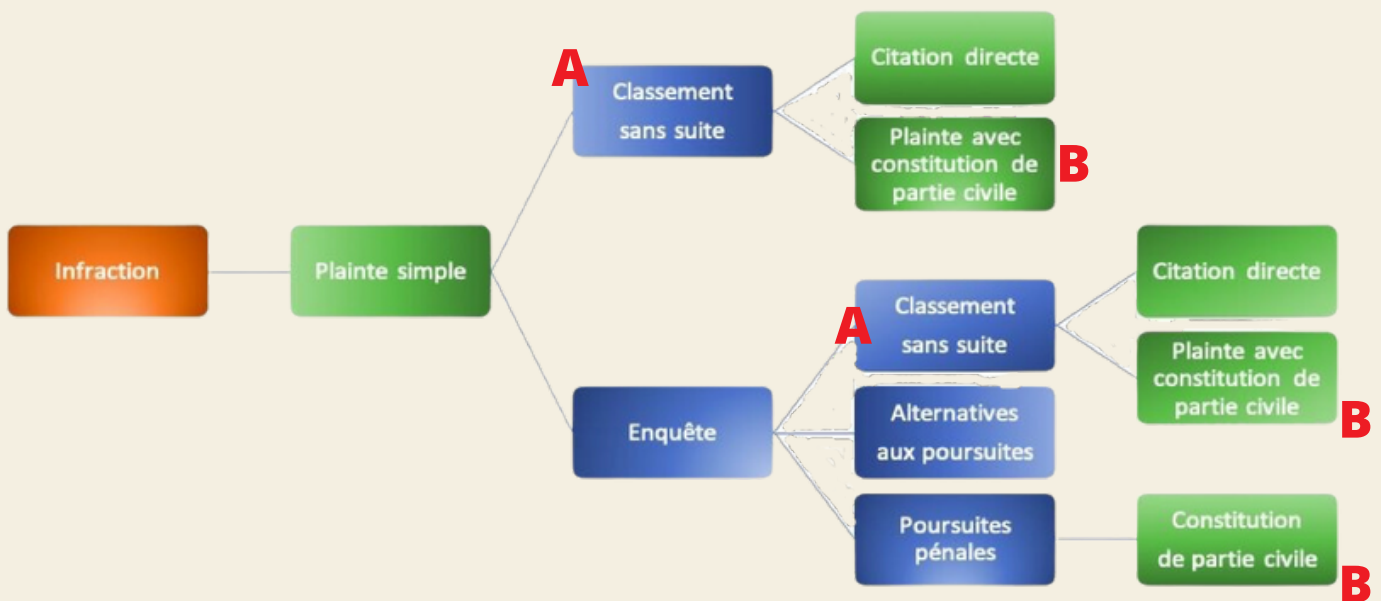 Citation directe
A
Classement
sans suite
Plainte avec
constitution de
partie civile
B
Infraction
Plainte simple
Citation directe
A
Classement
sans suite
Plainte avec
constitution de
partie civile
B
Enquête
Alternatives
aux poursuites
Poursuites
pénales
Constitution
de partie civile
B